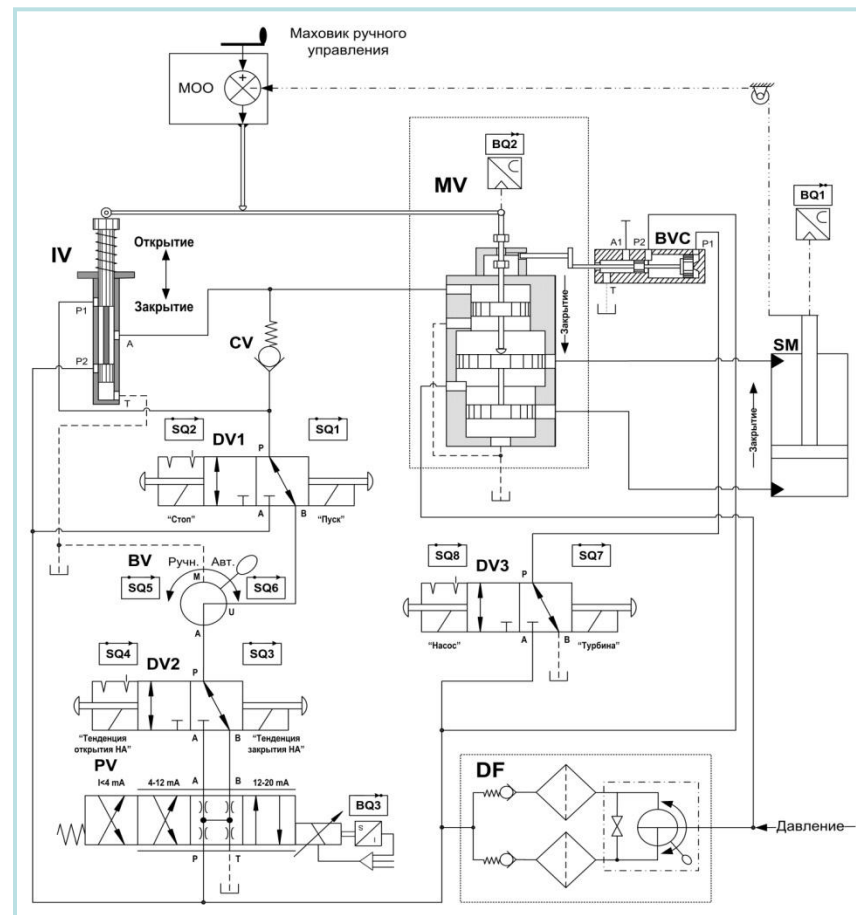 Маховик ручного
управления
МОО
+
−
BQ2
MV
BQ1
IV
Открытие
Закрытие
P1
P2
A
T
A1
P2
BVC
P1
T
Закрытие
SM
Закрытие
CV
SQ2
DV1
P
SQ1
"Стоп"
A
B
"Пуск"
BV
Ручн.
Авт.
M
SQ5
SQ6
U
A
SQ8
DV3
P
SQ7
"Насос"
A
B
"Турбина"
SQ4
DV2
P
SQ3
"Тенденция
открытия НА"
A
B
"Тенденция
закрытия НА"
PV
I<4 mA
4-12 mA
A
B
12-20 mA
BQ3
S
I
P
T
DF
Давление